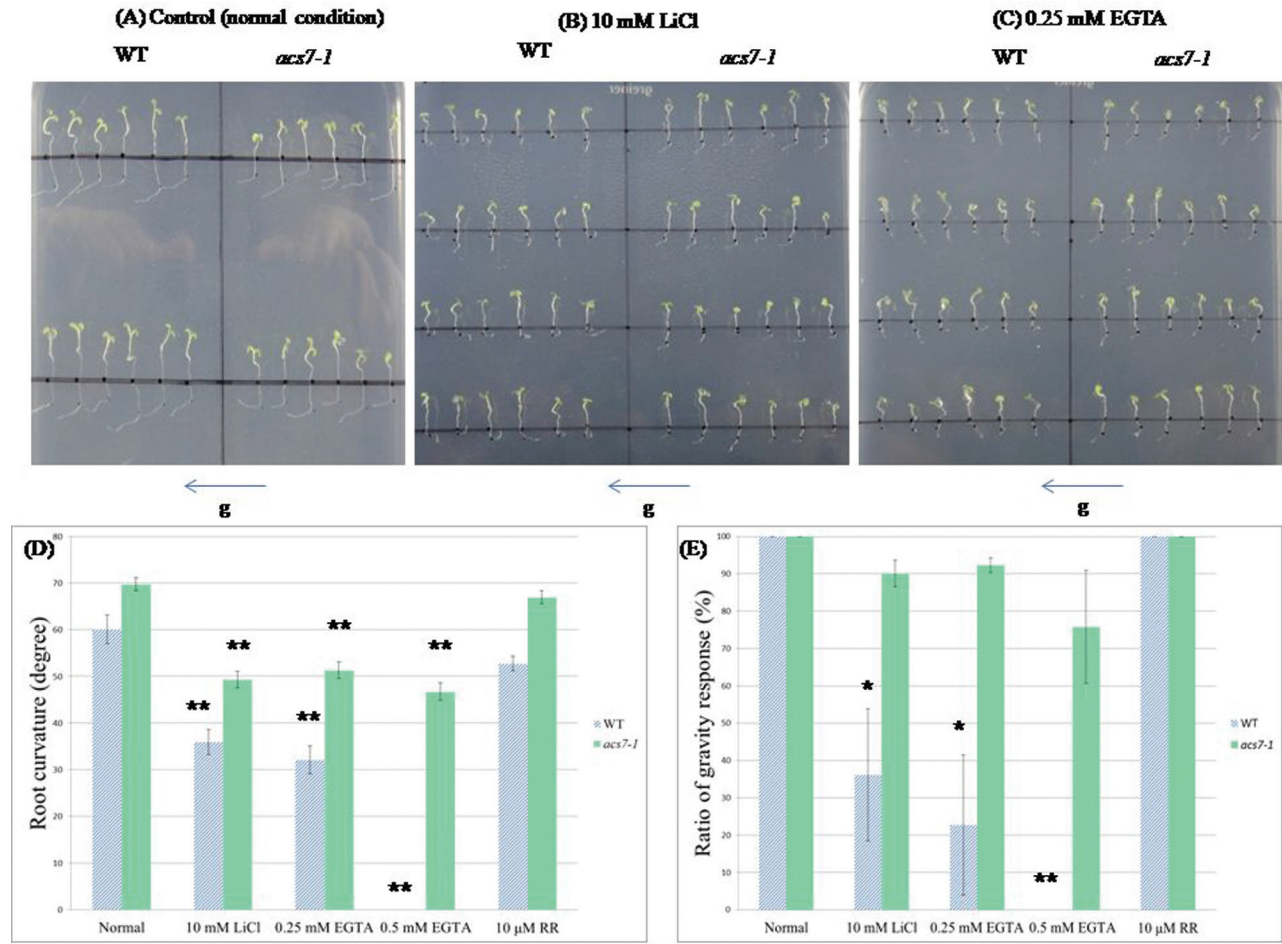 (A) Control (normal condition)
WT acs7-1
(B) 10 mM LiCl
WT acs7-1
(C) 0.25 mM EGTA
WT acs7-1
greiner
greiner
g
g
g
(D)
Root curvature (degree)
80
70
60
50
40
30
20
10
0
** ** ** ** ** **
Normal 10 mM LiCl 0.25 mM EGTA 0.5 mM EGTA 10 μM RR
WT
acs7-1
(E)
Ratio of gravity response (%)
100
90
80
70
60
50
40
30
20
10
0
* * **
Normal 10 mM LiCl 0.25 mM EGTA 0.5 mM EGTA 10 μM RR
WT
acs7-1